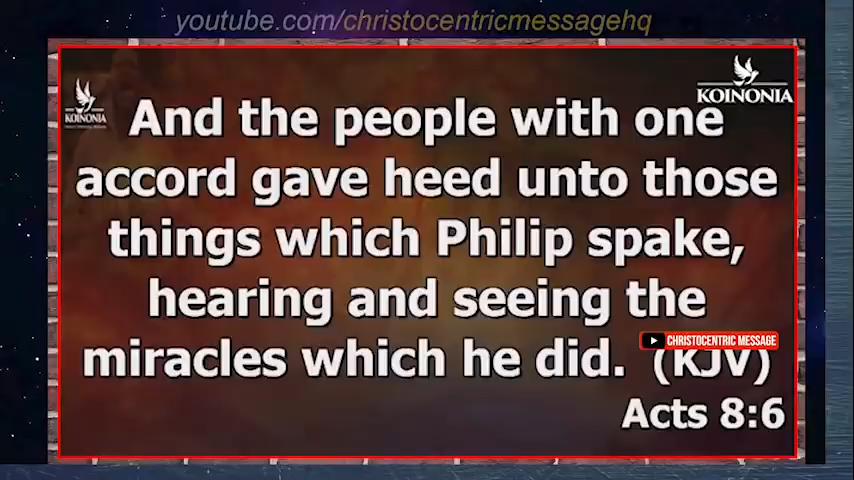 youtube.com/christocentricmessagehq
KOINONIA
KOINONIA
And the people with one
accord gave heed unto those
things which Philip spake,
hearing and seeing the
miracles which he did. (KJV)
CHRISTOCENTRIC MESSAGE
Acts 8:6